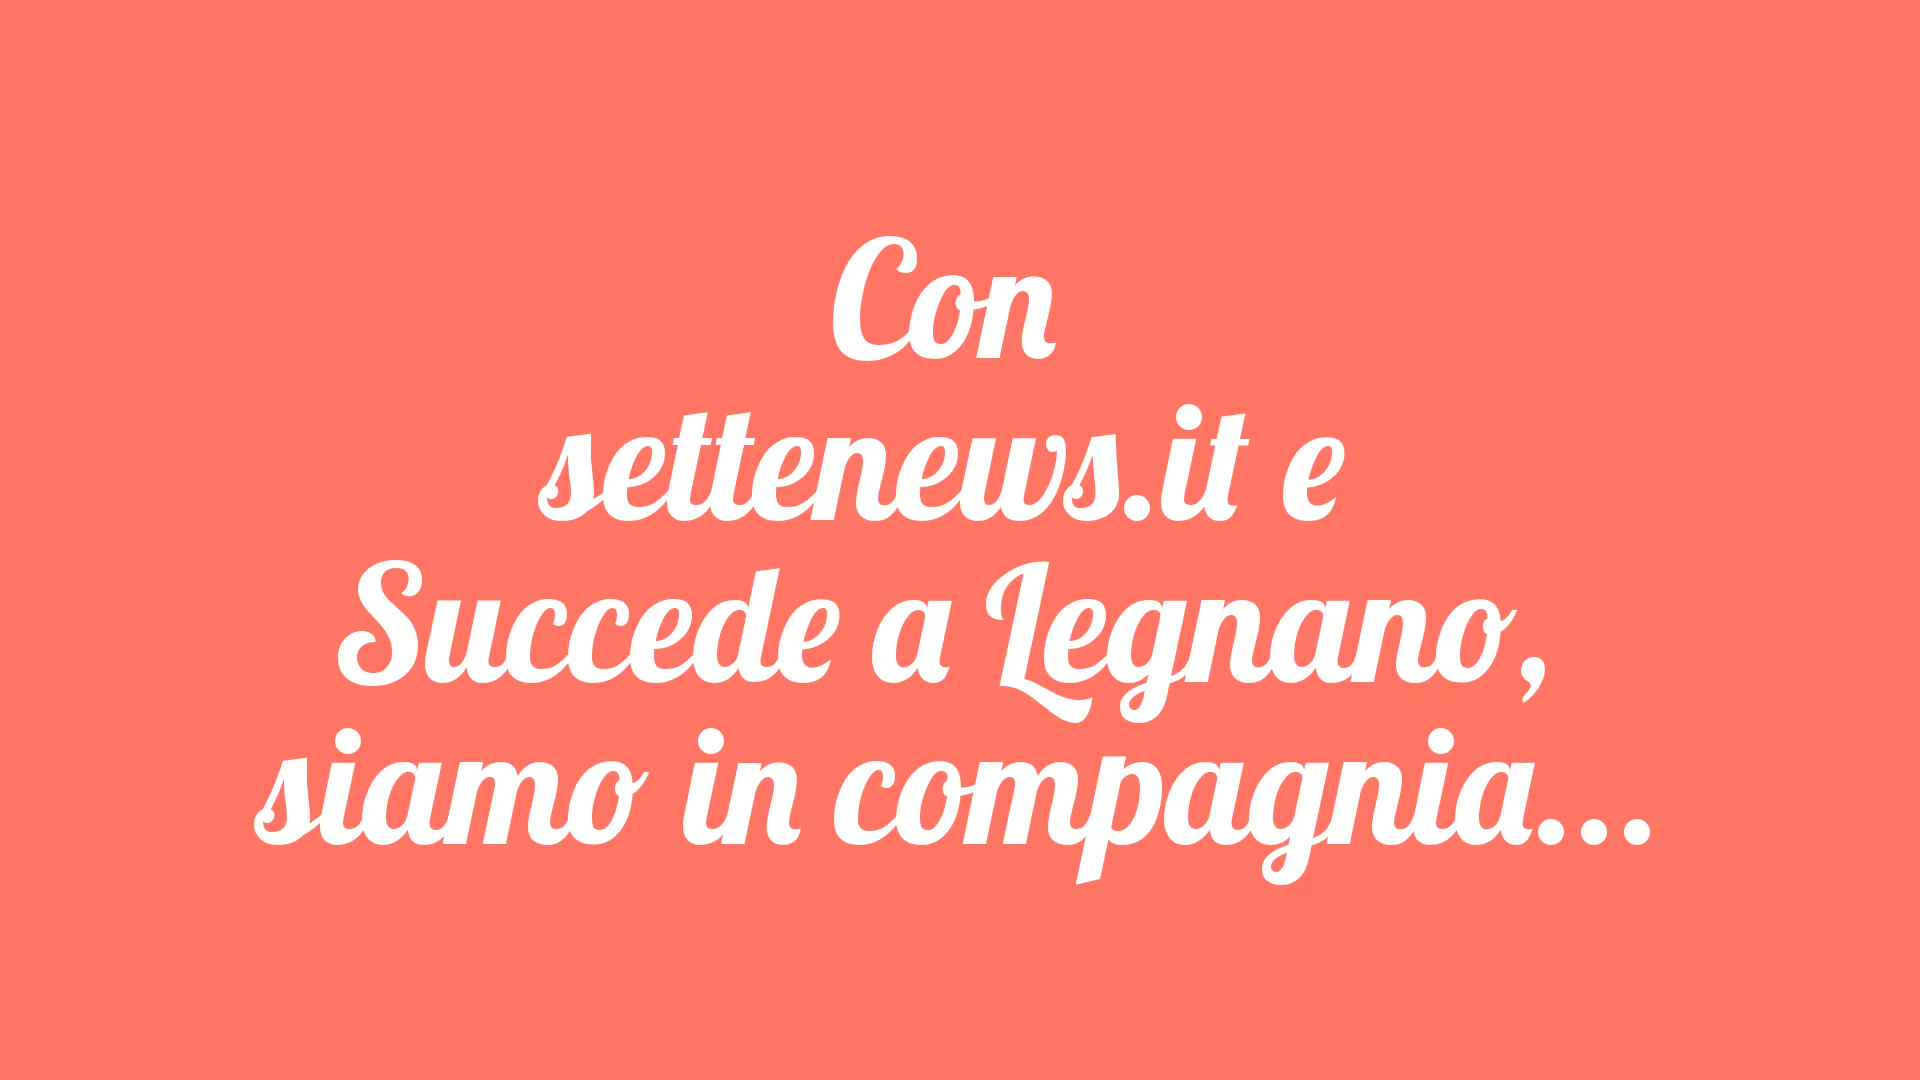 Con
settenews.it e
Succede a Legnano,
siamo in compagnia...